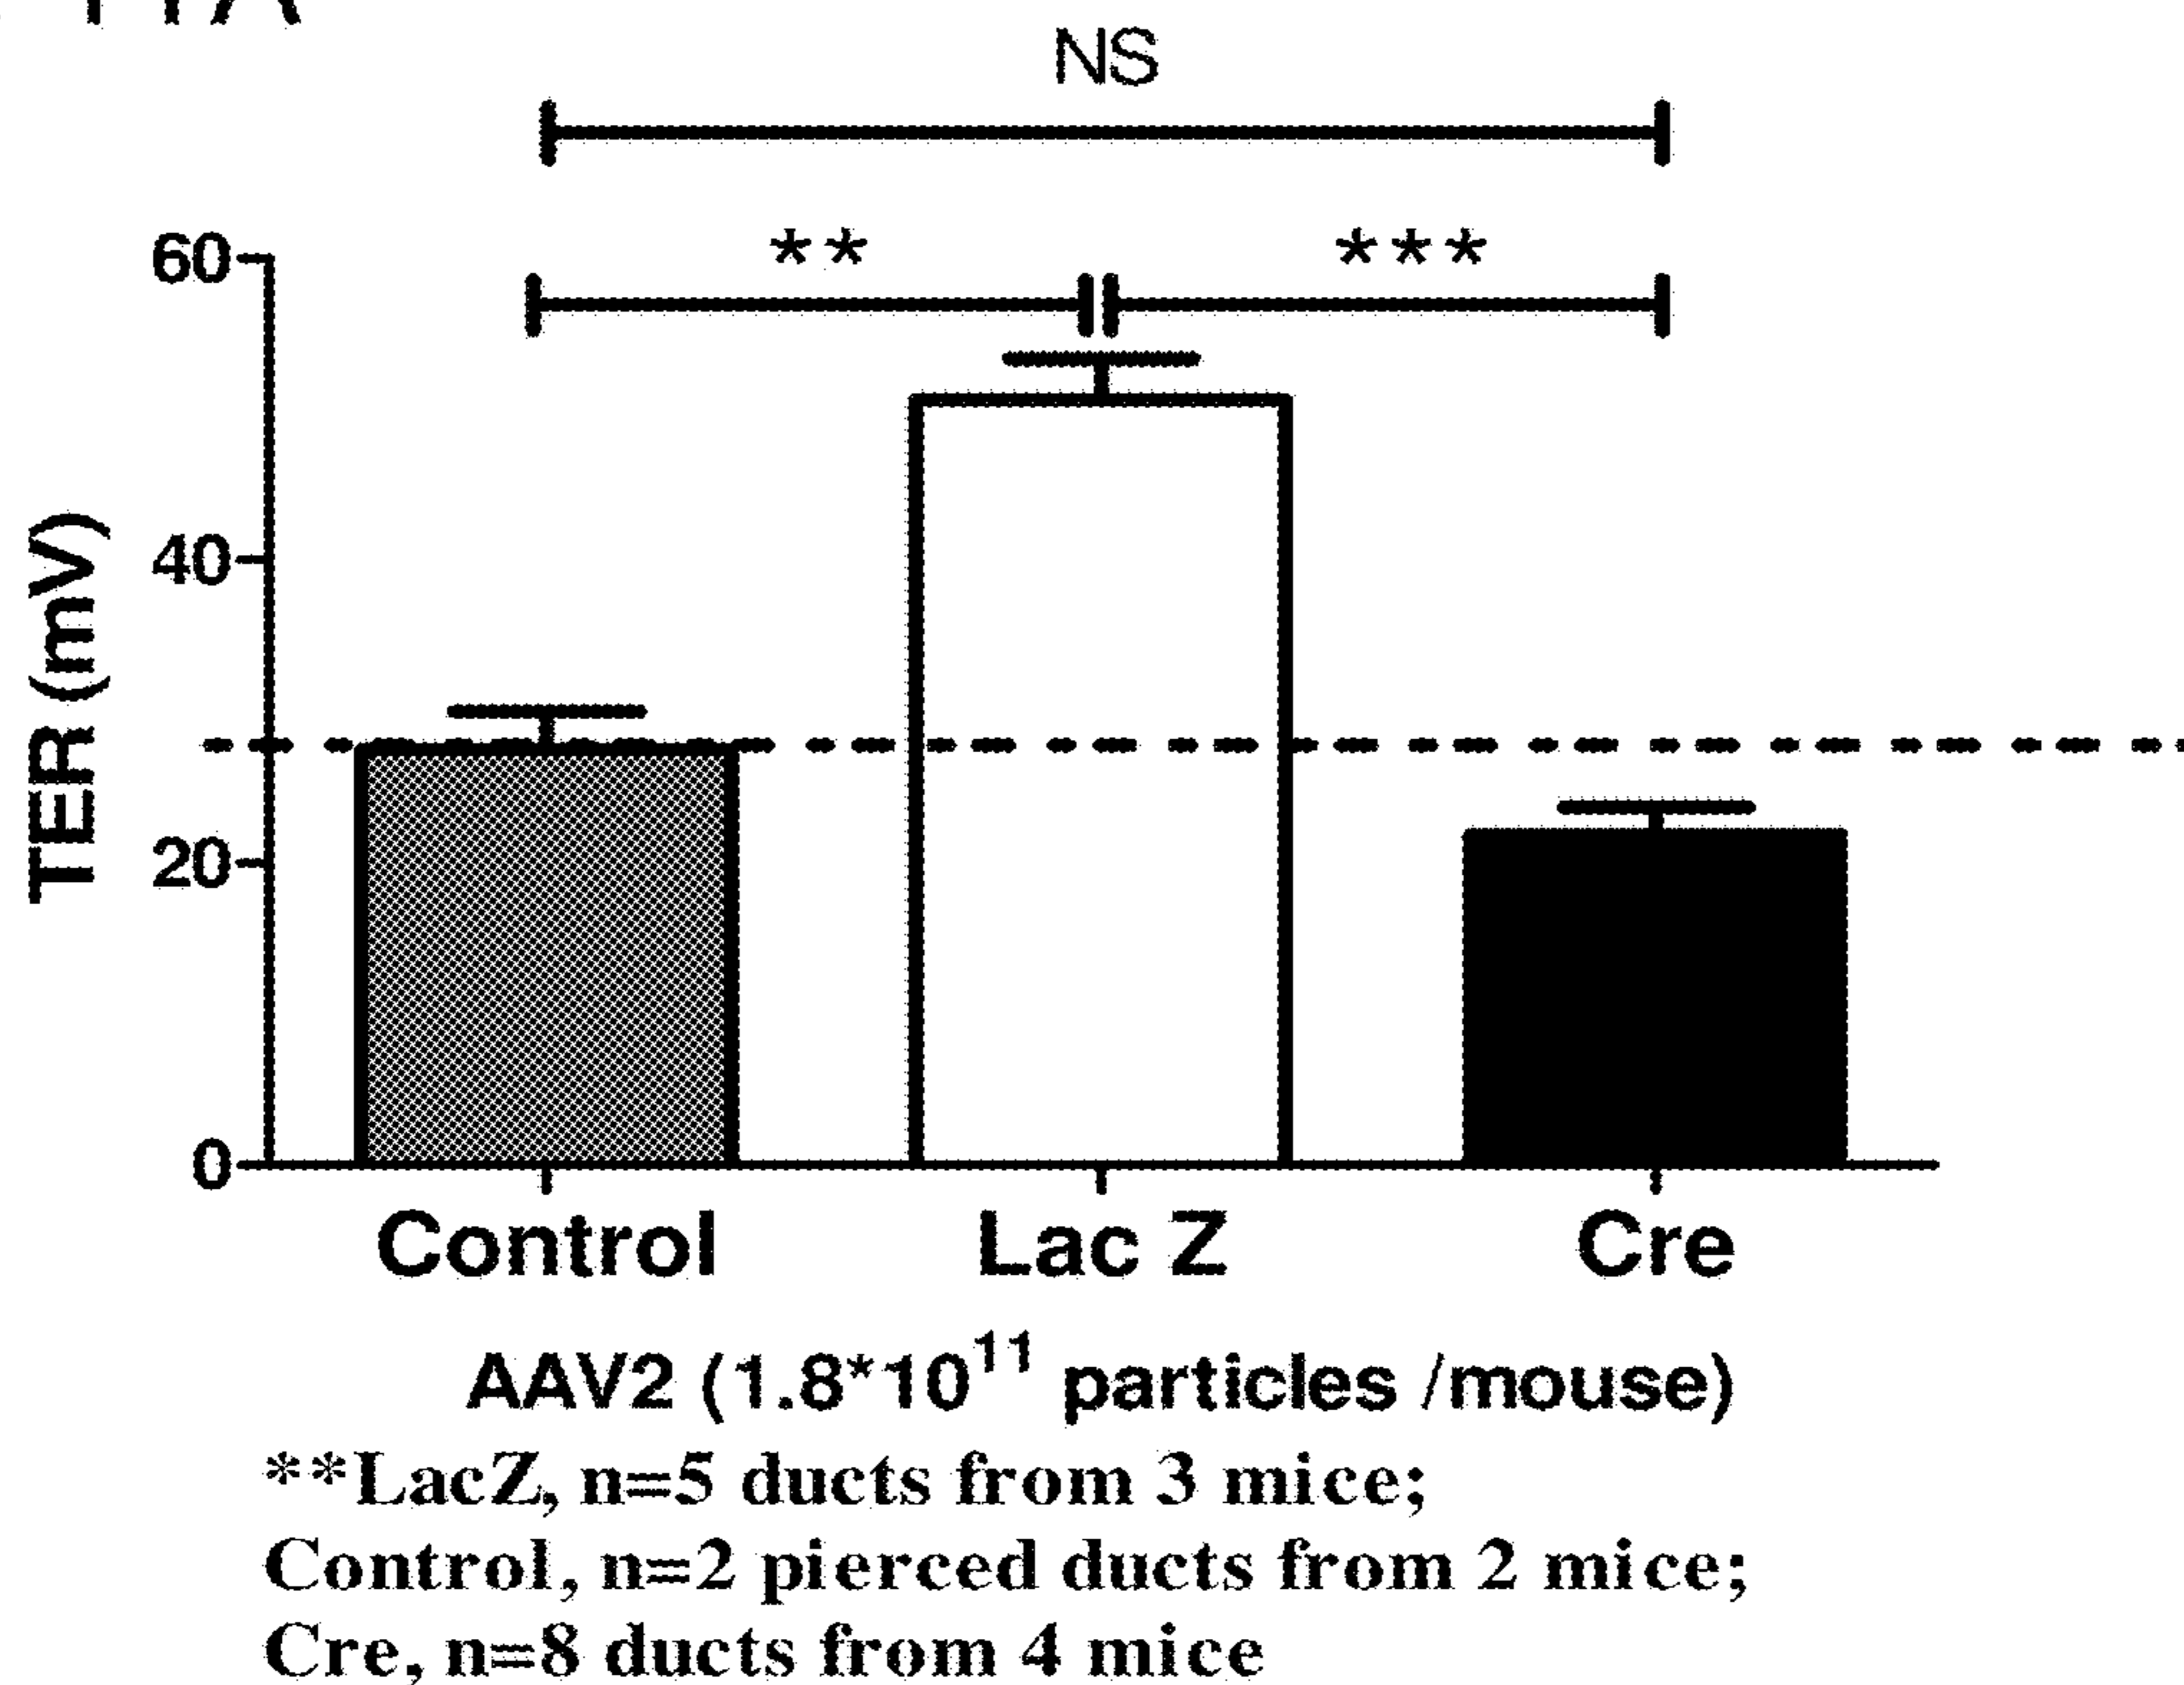 NS
** ***
60
40
20
0
TER (mV)
Control Lac Z Cre
AAV2 (1.8*10¹¹ particles /mouse)
**LacZ, n=5 ducts from 3 mice;
Control, n=2 pierced ducts from 2 mice;
Cre, n=8 ducts from 4 mice